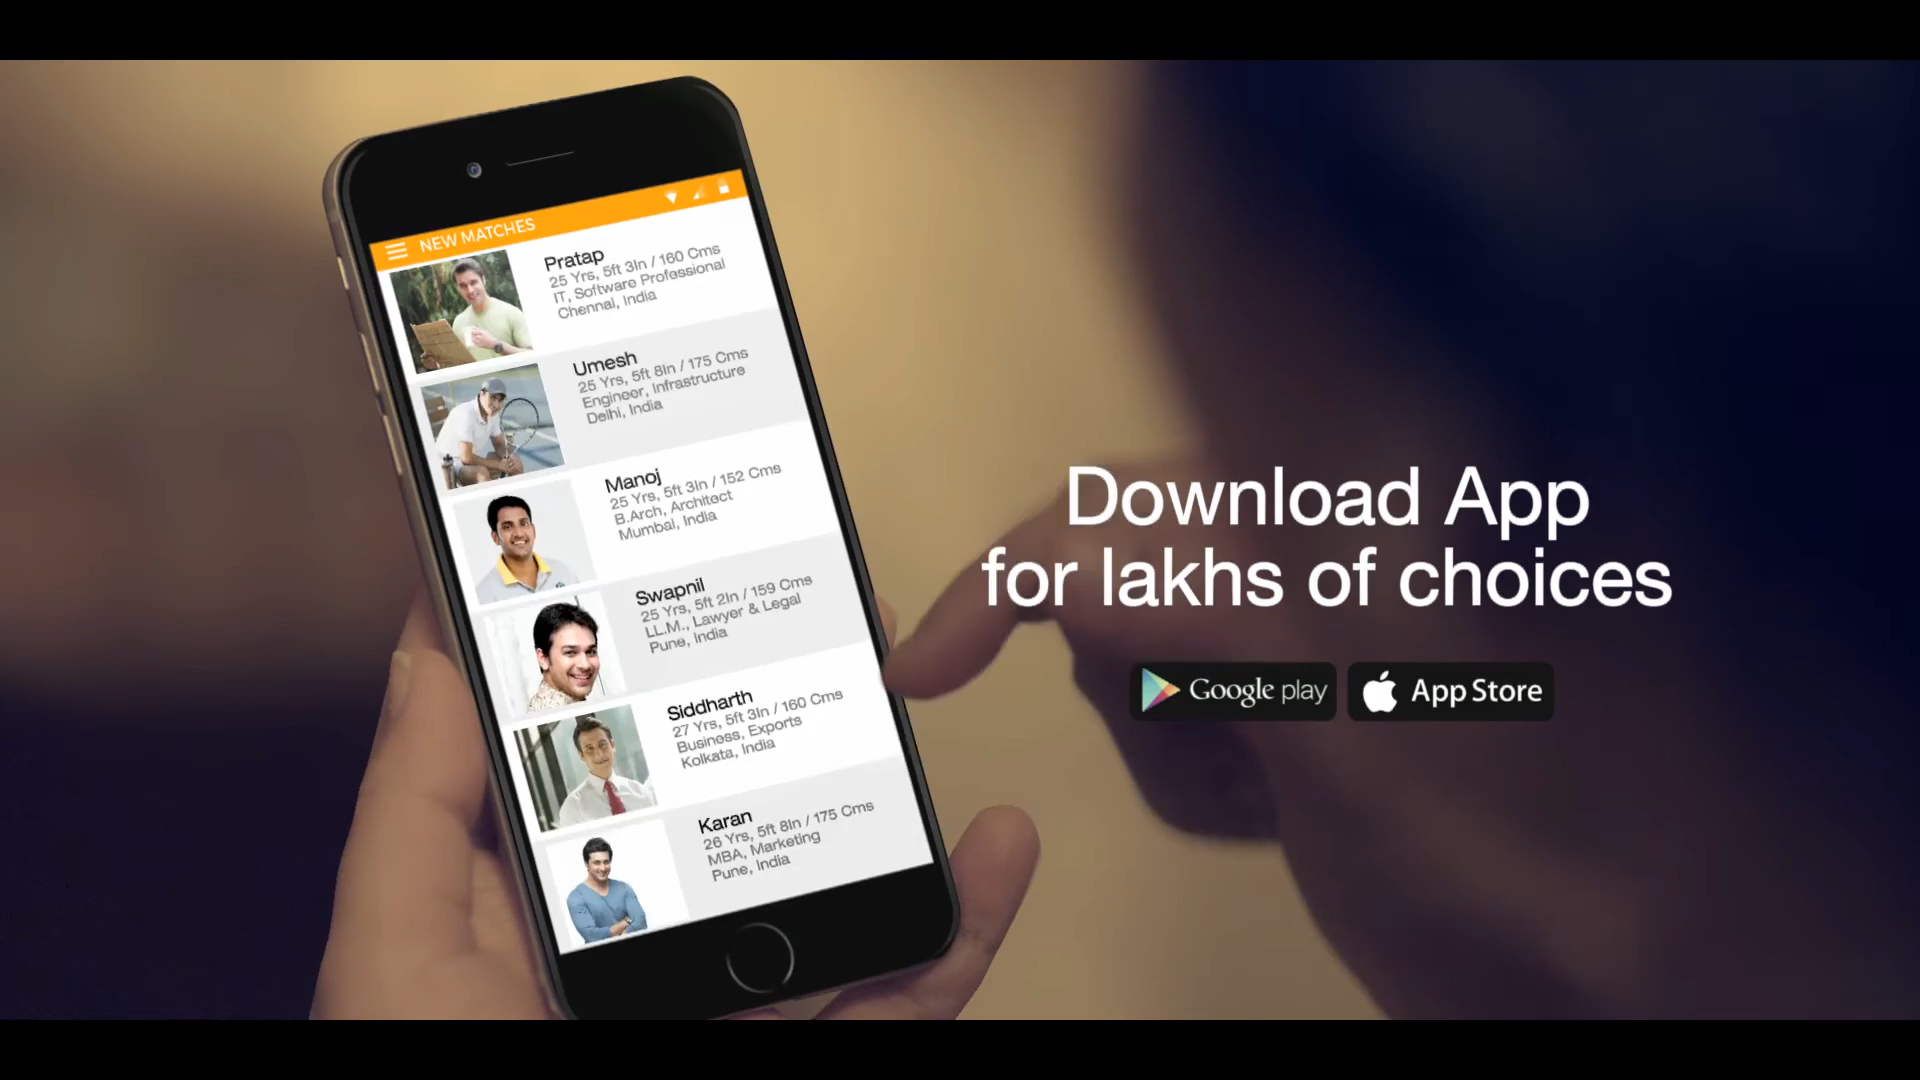 NEW MATCHES
Pratap
25 Yrs, 5ft 3In / 160 Cms
IT, Software Professional
Chennai, India
Umesh
25 Yrs, 5ft 8In / 175 Cms
Engineer, Infrastructure
Delhi, India
Manoj
25 Yrs, 5ft 3In / 152 Cms
B.Arch, Architect
Mumbai, India
Swapnil
25 Yrs, 5ft 2In / 159 Cms
LL.M., Lawyer & Legal
Pune, India
Siddharth
27 Yrs, 5ft 3In / 160 Cms
Business, Exports
Kolkata, India
Karan
26 Yrs, 5ft 8In / 175 Cms
MBA, Marketing
Pune, India
Download App
for lakhs of choices
Google play
App Store